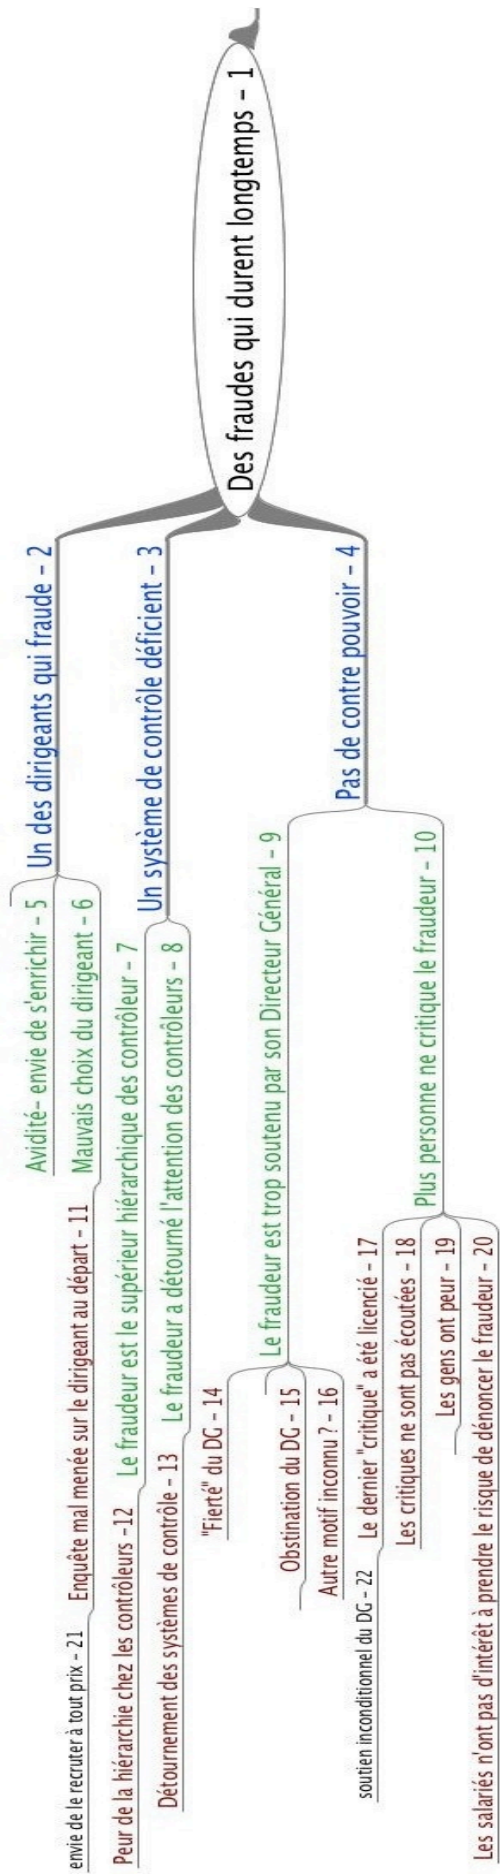 Des fraudes qui durent longtemps - 1
Un des dirigeants qui fraude - 2
Avidité- envie de s'enrichir - 5
Mauvais choix du dirigeant - 6
Enquête mal menée sur le dirigeant au départ - 11
envie de le recruter à tout prix - 21
Un système de contrôle déficient - 3
Le fraudeur est le supérieur hiérarchique des contrôleur - 7
Peur de la hiérarchie chez les contrôleurs -12
Le fraudeur a détourné l'attention des contrôleurs - 8
Détournement des systèmes de contrôle - 13
Pas de contre pouvoir - 4
Le fraudeur est trop soutenu par son Directeur Général - 9
"Fierté" du DG - 14
Obstination du DG - 15
Autre motif inconnu ? - 16
Plus personne ne critique le fraudeur - 10
Le dernier "critique" a été licencié - 17
soutien inconditionnel du DG - 22
Les critiques ne sont pas écoutées - 18
Les gens ont peur - 19
Les salariés n'ont pas d'intérêt à prendre le risque de dénoncer le fraudeur - 20